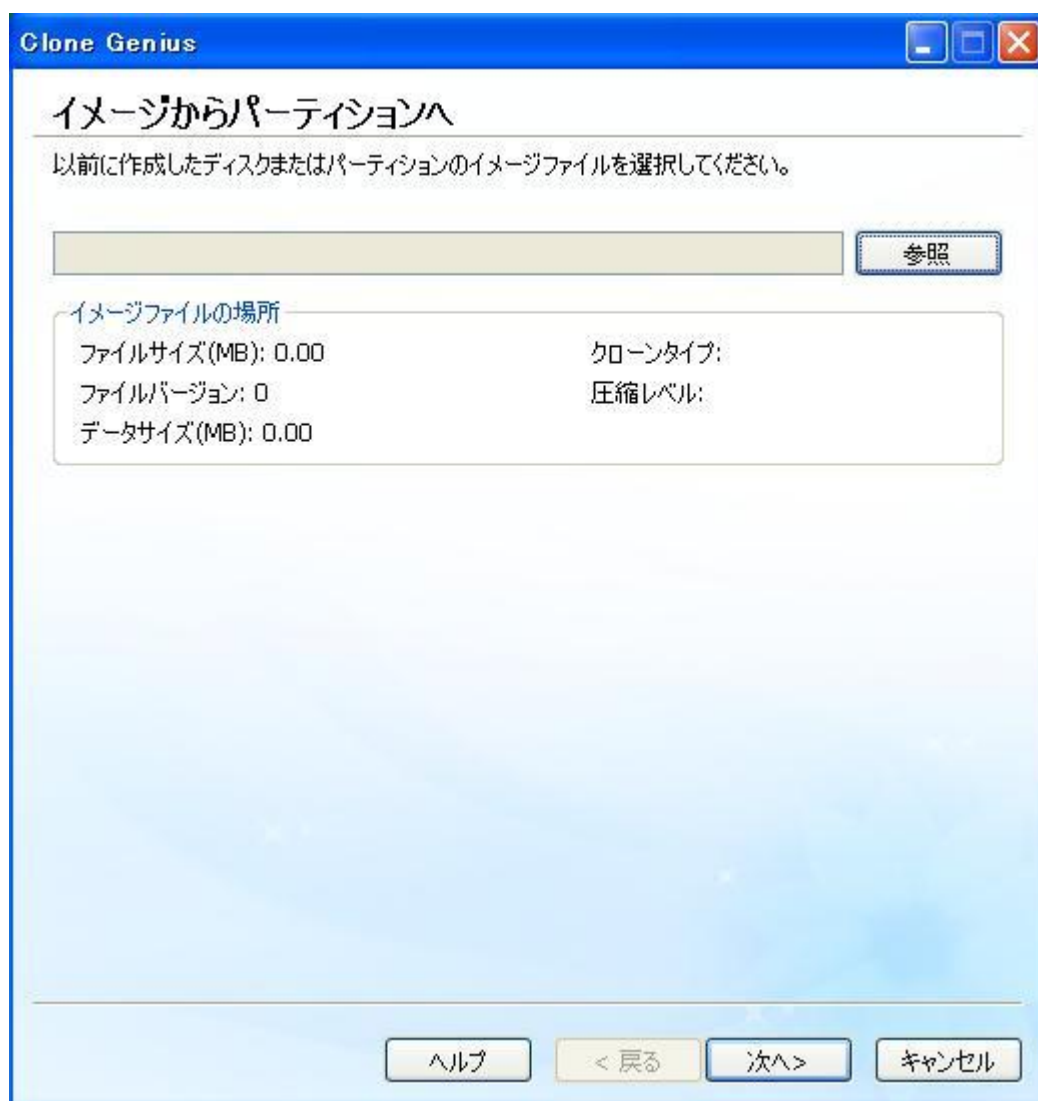 Clone Genius
イメージからパーティションへ
以前に作成したディスクまたはパーティションのイメージファイルを選択してください。
参照
イメージファイルの場所
ファイルサイズ(MB): 0.00
クローンタイプ:
ファイルバージョン: 0
圧縮レベル:
データサイズ(MB): 0.00
ヘルプ
< 戻る
次へ>
キャンセル